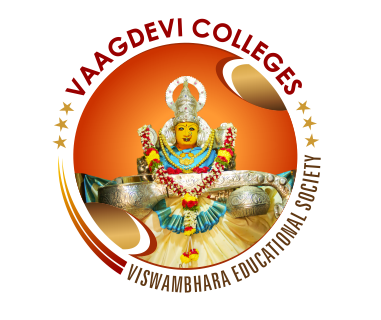 VAAGDEVI COLLEGES
VISWAMBHARA EDUCATIONAL SOCIETY